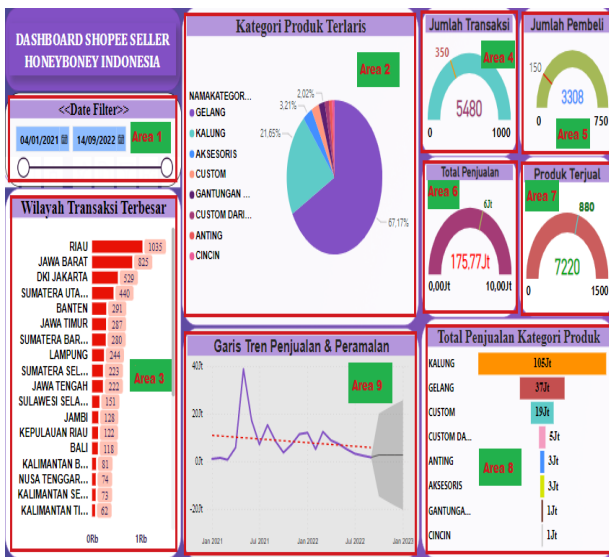 DASHBOARD SHOPEE SELLER
HONEYBONEY INDONESIA
<<Date Filter>>
04/01/2021
14/09/2022
Area 1
Wilayah Transaksi Terbesar
RIAU 1035
JAWA BARAT 825
DKI JAKARTA 529
SUMATERA UTA... 440
BANTEN 291
JAWA TIMUR 287
SUMATERA BAR... 280
LAMPUNG 244
SUMATERA SEL... 223
JAWA TENGAH 222
SULAWESI SELA... 151
JAMBI 128
KEPULAUAN RIAU 122
BALI 118
KALIMANTAN B... 81
NUSA TENGGAR... 74
KALIMANTAN SE... 73
KALIMANTAN TI... 62
0Rb 1Rb
Area 3
Kategori Produk Terlaris
Area 2
NAMAKATEGOR...
GELANG
KALUNG
AKSESORIS
CUSTOM
GANTUNGAN ...
CUSTOM DARI...
ANTING
CINCIN
2,02%
3,21%
21,65%
67,17%
Jumlah Transaksi
350
Area 4
5480
0 1000
Jumlah Pembeli
150
3308
Area 5
0 750
Total Penjualan
Area 6
6Jt
175,77Jt
0,00Jt 10,00Jt
Produk Terjual
Area 7
880
7220
0 1500
Garis Tren Penjualan & Peramalan
Area 9
40Jt
20Jt
0Jt
-20Jt
Jan 2021 Jul 2021 Jan 2022 Jul 2022 Jan 2023
Total Penjualan Kategori Produk
KALUNG 105Jt
GELANG 37Jt
CUSTOM 19Jt
CUSTOM DA... 5Jt
ANTING 3Jt
AKSESORIS 3Jt
GANTUNGA... 1Jt
CINCIN 1Jt
Area 8